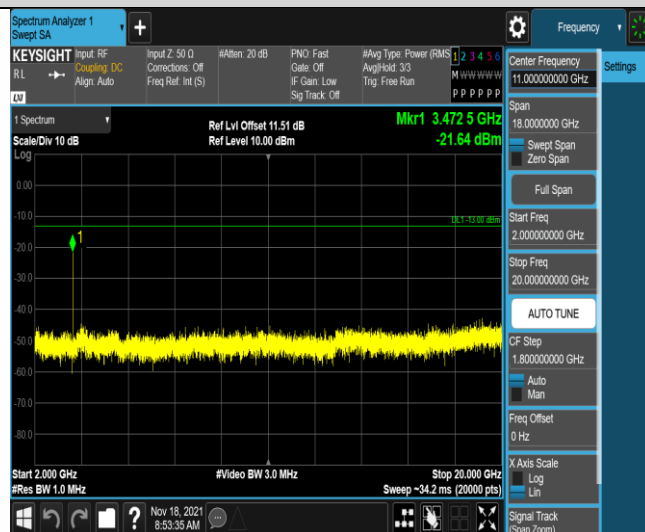 Spectrum Analyzer 1
Swept SA
+
Frequency
KEYSIGHT
RL
LXI
Input: RF
Coupling: DC
Align: Auto
Input Z: 50 Ω
Corrections: Off
Freq Ref: Int (S)
#Atten: 20 dB
PNO: Fast
Gate: Off
IF Gain: Low
Sig Track: Off
#Avg Type: Power (RMS
Avg|Hold: 3/3
Trig: Free Run
1 2 3 4 5 6
M W W W W W
P P P P P P
1 Spectrum
Scale/Div 10 dB
Ref Lvl Offset 11.51 dB
Ref Level 10.00 dBm
Mkr1 3.472 5 GHz
-21.64 dBm
Log
0.00
-10.0
DL1 -13.00 dBm
1
-20.0
-30.0
-40.0
-50.0
-60.0
-70.0
-80.0
Start 2.000 GHz
#Video BW 3.0 MHz
Stop 20.000 GHz
#Res BW 1.0 MHz
Sweep ~34.2 ms (20000 pts)
Center Frequency
11.000000000 GHz
Settings
Span
18.0000000 GHz
Swept Span
Zero Span
Full Span
Start Freq
2.000000000 GHz
Stop Freq
20.000000000 GHz
AUTO TUNE
CF Step
1.800000000 GHz
Auto
Man
Freq Offset
0 Hz
X Axis Scale
Log
Lin
Signal Track
(Span Zoom)
?
Nov 18, 2021
8:53:35 AM